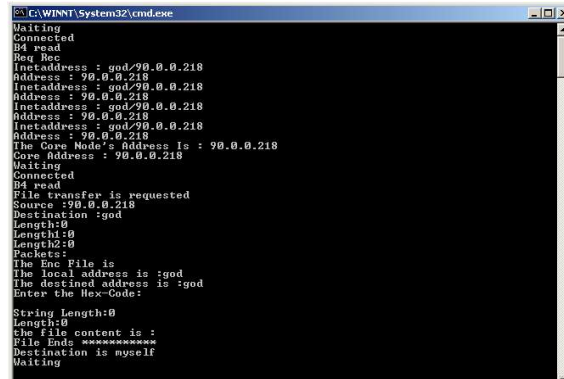 C:\WINNT\System32\cmd.exe
Waiting
Connected
B4 read
Req Rec
Inetaddress : god/90.0.0.218
Address : 90.0.0.218
Inetaddress : god/90.0.0.218
Address : 90.0.0.218
Inetaddress : god/90.0.0.218
Address : 90.0.0.218
Inetaddress : god/90.0.0.218
Address : 90.0.0.218
The Core Node's Address Is : 90.0.0.218
Core Address : 90.0.0.218
Waiting
Connected
B4 read
File transfer is requested
Source :90.0.0.218
Destination :god
Length:0
Length1:0
Length2:0
Packets:
The Enc File is
The local address is :god
The destined address is :god
Enter the Hex-Code:
String Length:0
Length:0
the file content is :
File Ends ***********
Destination is myself
Waiting